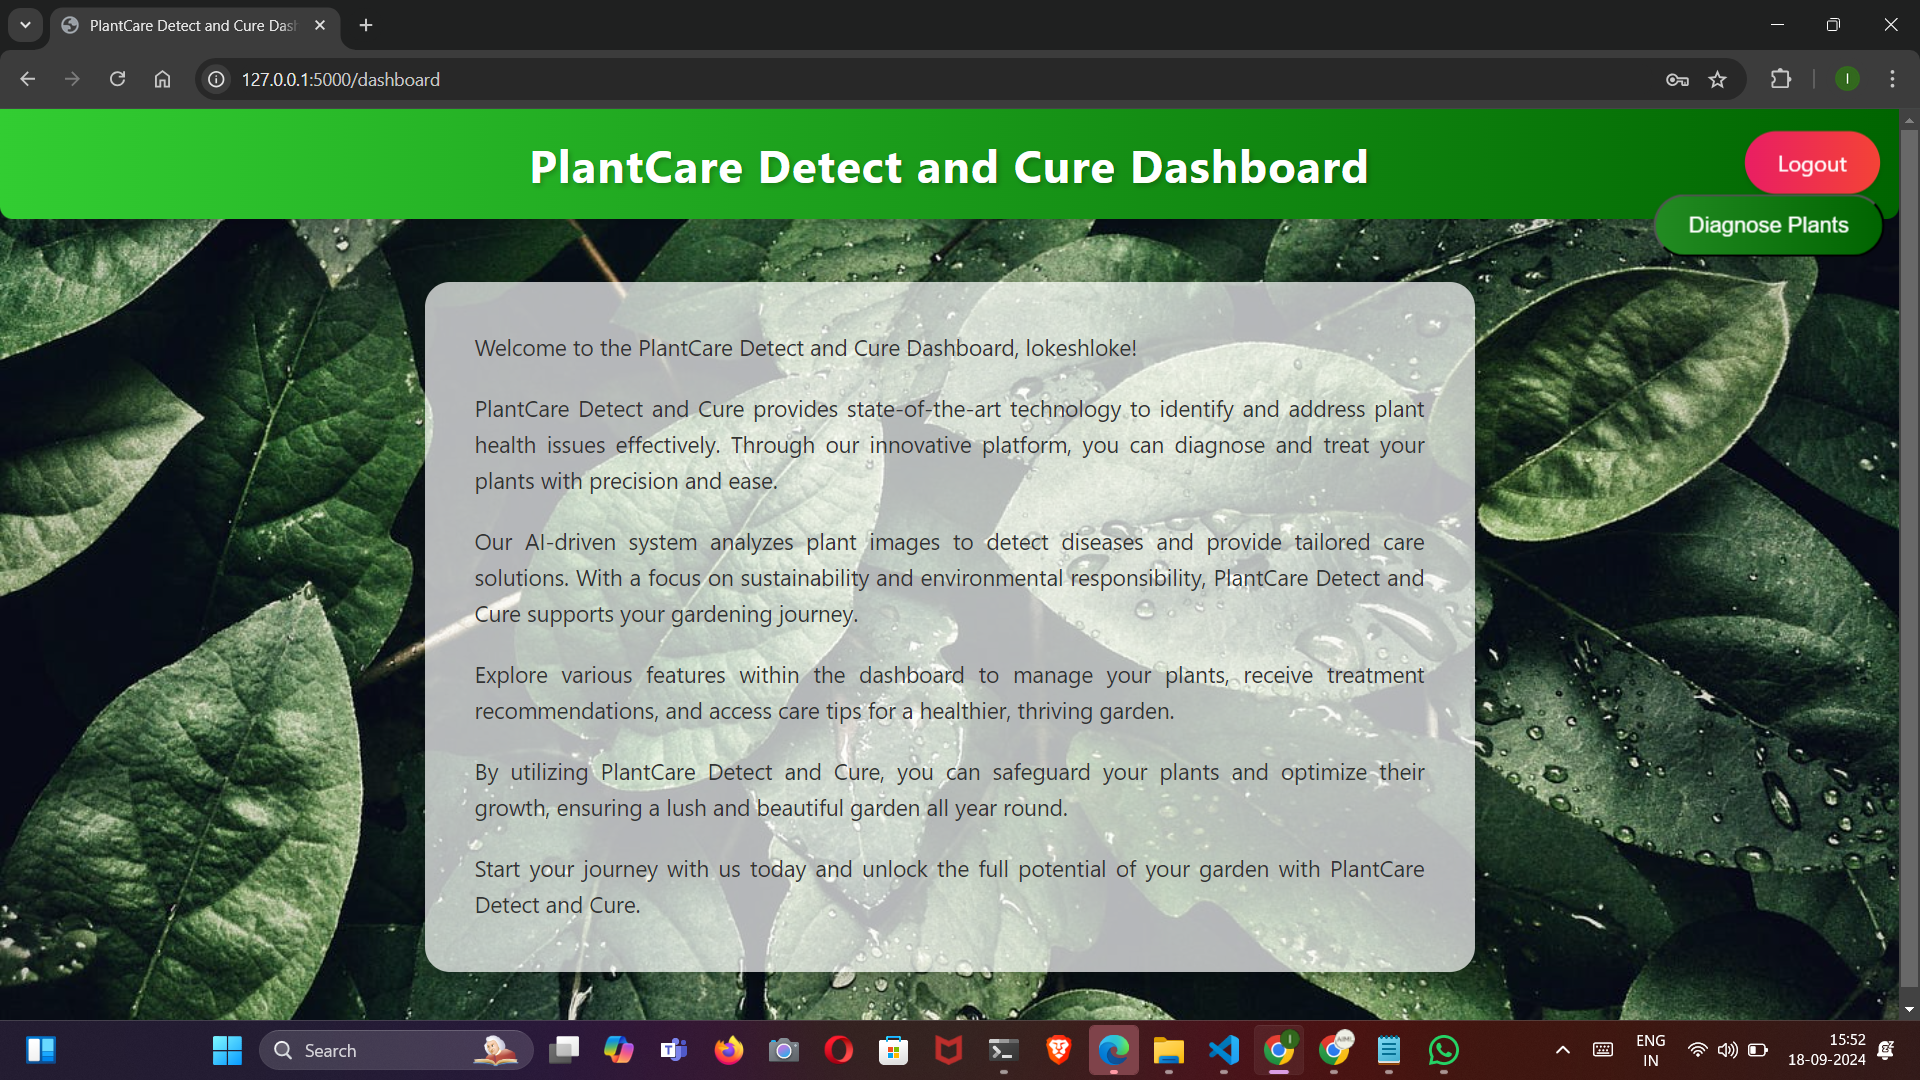 PlantCare Detect and Cure Dash
127.0.0.1:5000/dashboard
I
PlantCare Detect and Cure Dashboard
Logout
Diagnose Plants
Welcome to the PlantCare Detect and Cure Dashboard, lokeshloke!
PlantCare Detect and Cure provides state-of-the-art technology to identify and address plant
health issues effectively. Through our innovative platform, you can diagnose and treat your
plants with precision and ease.
Our AI-driven system analyzes plant images to detect diseases and provide tailored care
solutions. With a focus on sustainability and environmental responsibility, PlantCare Detect and
Cure supports your gardening journey.
Explore various features within the dashboard to manage your plants, receive treatment
recommendations, and access care tips for a healthier, thriving garden.
By utilizing PlantCare Detect and Cure, you can safeguard your plants and optimize their
growth, ensuring a lush and beautiful garden all year round.
Start your journey with us today and unlock the full potential of your garden with PlantCare
Detect and Cure.
Search
ENG
IN
15:52
18-09-2024